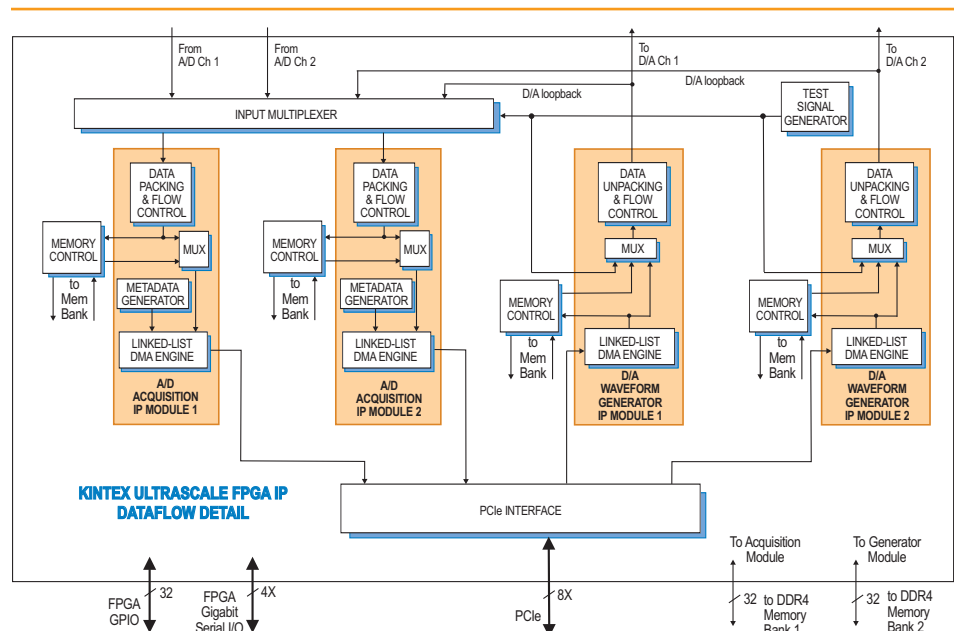 From
A/D Ch 1
From
A/D Ch 2
To
D/A Ch 1
To
D/A Ch 2
D/A loopback
D/A loopback
INPUT MULTIPLEXER
TEST
SIGNAL
GENERATOR
DATA
PACKING
& FLOW
CONTROL
MEMORY
CONTROL
MUX
to
Mem
Bank
METADATA
GENERATOR
LINKED-LIST
DMA ENGINE
A/D
ACQUISITION
IP MODULE 1
DATA
PACKING
& FLOW
CONTROL
MEMORY
CONTROL
MUX
to
Mem
Bank
METADATA
GENERATOR
LINKED-LIST
DMA ENGINE
A/D
ACQUISITION
IP MODULE 2
DATA
UNPACKING
& FLOW
CONTROL
MUX
MEMORY
CONTROL
to
Mem
Bank
LINKED-LIST
DMA ENGINE
D/A
WAVEFORM
GENERATOR
IP MODULE 1
DATA
UNPACKING
& FLOW
CONTROL
MUX
MEMORY
CONTROL
to
Mem
Bank
LINKED-LIST
DMA ENGINE
D/A
WAVEFORM
GENERATOR
IP MODULE 2
KINTEX ULTRASCALE FPGA IP
DATAFLOW DETAIL
PCIe INTERFACE
To Acquisition
Module
To Generator
Module
FPGA
GPIO
32
FPGA
Gigabit
Serial I/O
4X
PCIe
8X
32
to DDR4
Memory
Bank 1
32
to DDR4
Memory
Bank 2